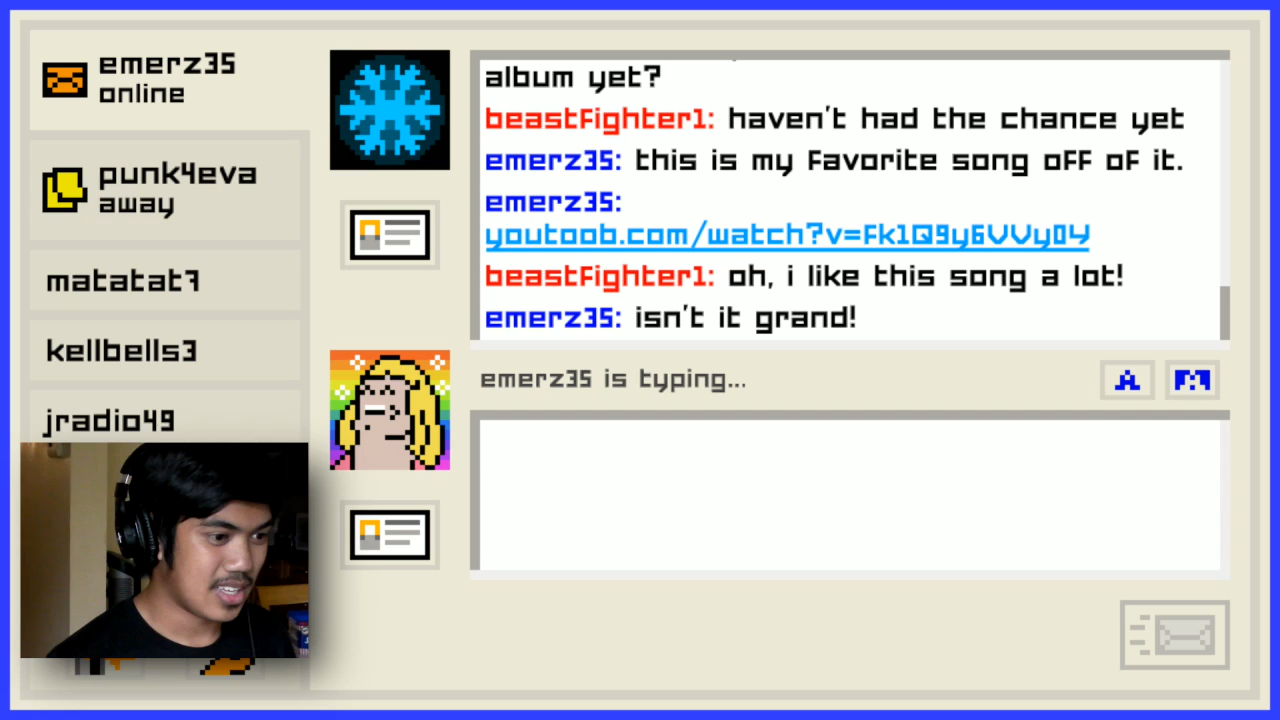 emerz35
online
punk4eva
away
matatat7
kellbells3
jradio49
album yet?
beastfighter1: haven't had the chance yet
emerz35: this is my favorite song off of it.
emerz35:
youtoob.com/watch?v=fk1Q9y6VVy04
beastfighter1: oh, i like this song a lot!
emerz35: isn't it grand!
emerz35 is typing...
A